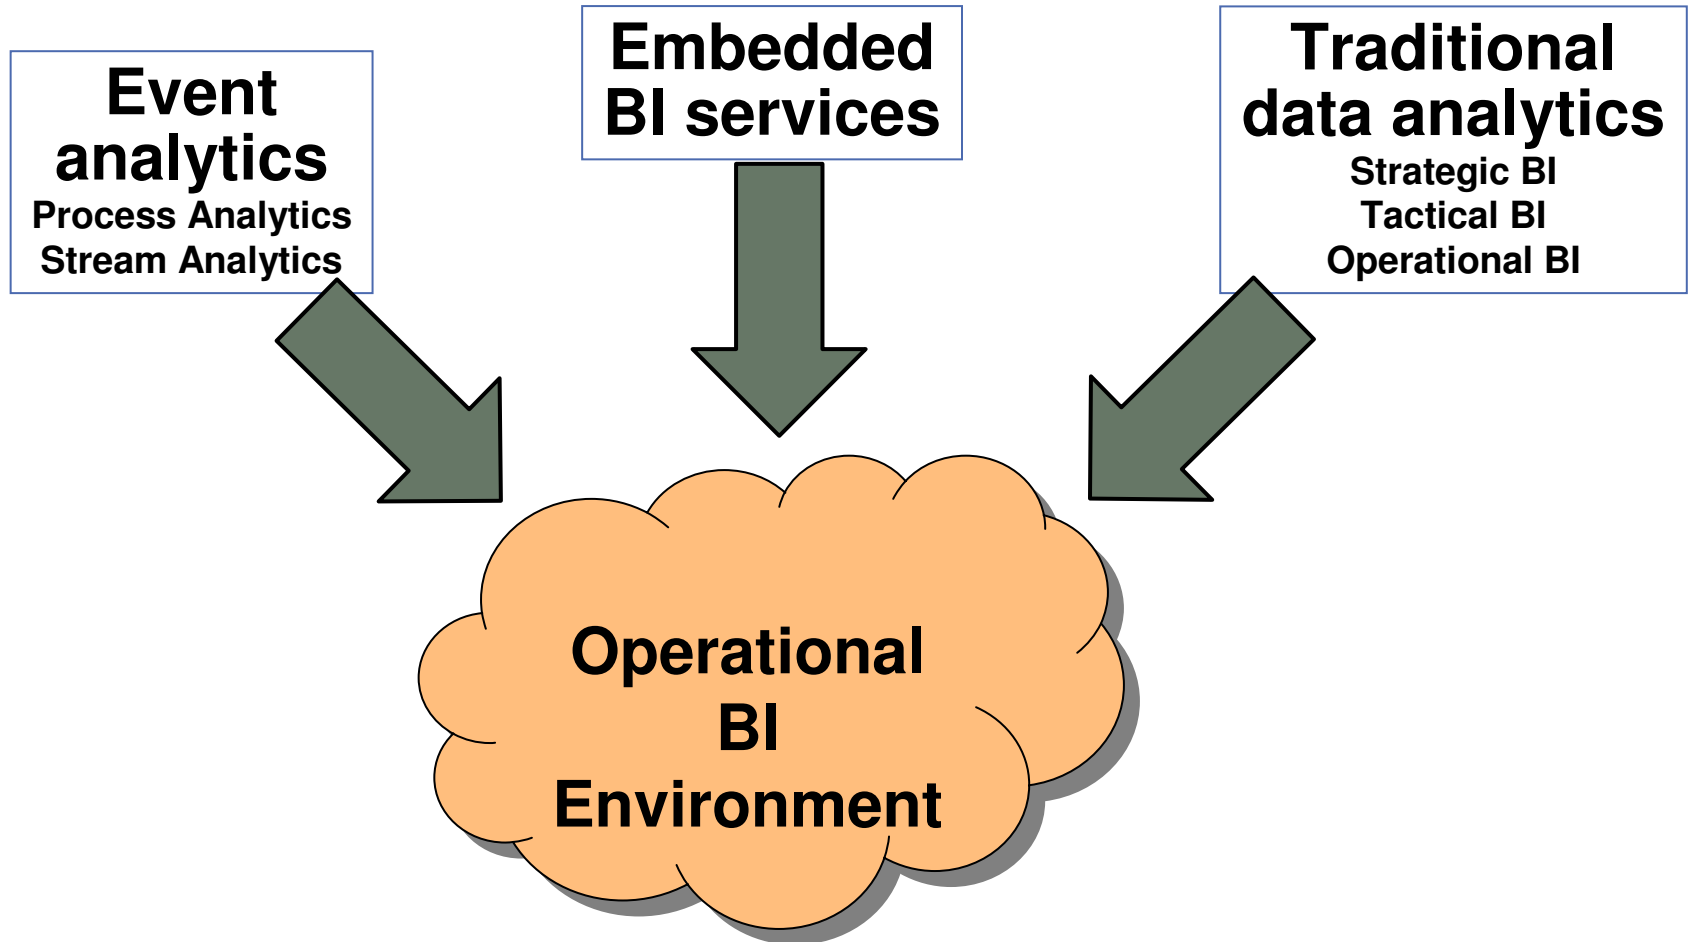 Event
analytics
Process Analytics
Stream Analytics
Embedded
BI services
Traditional
data analytics
Strategic BI
Tactical BI
Operational BI
Operational
BI
Environment